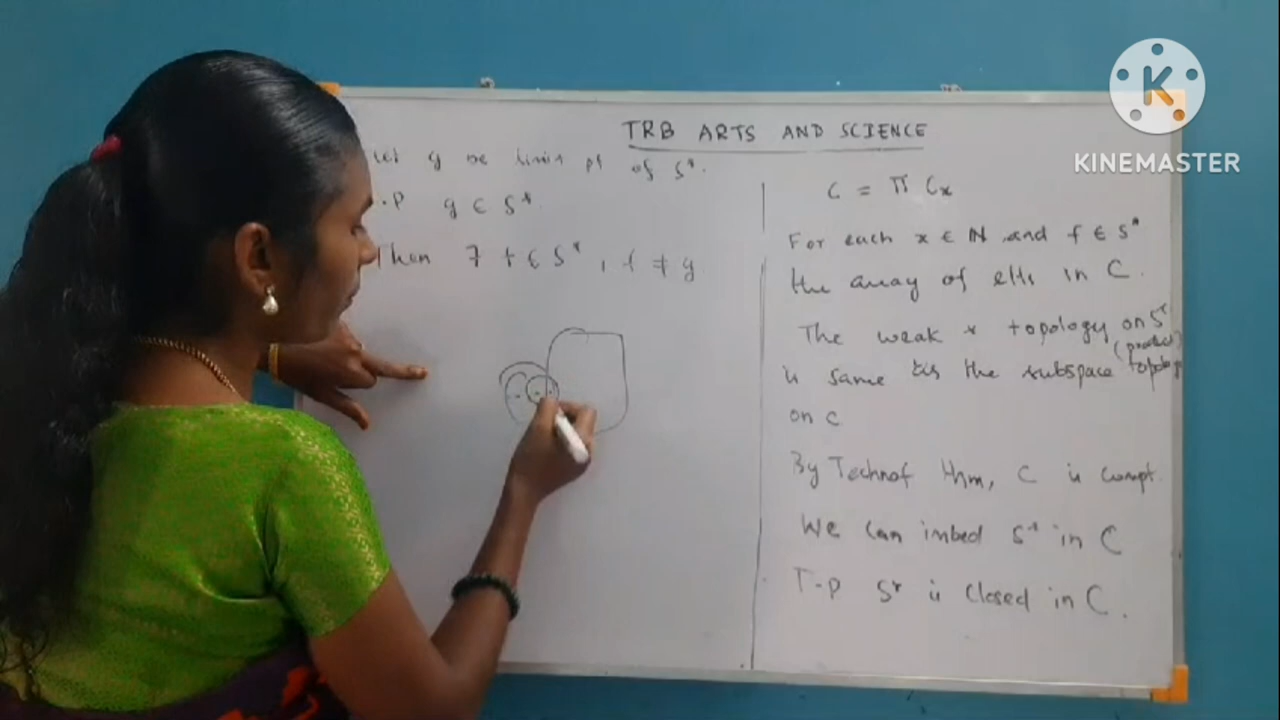 TRB ARTS AND SCIENCE
let g be limit pt of S*.
.P g ∈ S*.
Then ∃ f ∈ S*, f ≠ g
C = π Cx
For each x ∈ N and f ∈ S*
the array of elts in C.
The weak * topology on S*
(product)
is same as the subspace topology
on C
By Technof thm, C is compt.
We can imbed S* in C
T.P S* is closed in C.
K
KINEMASTER